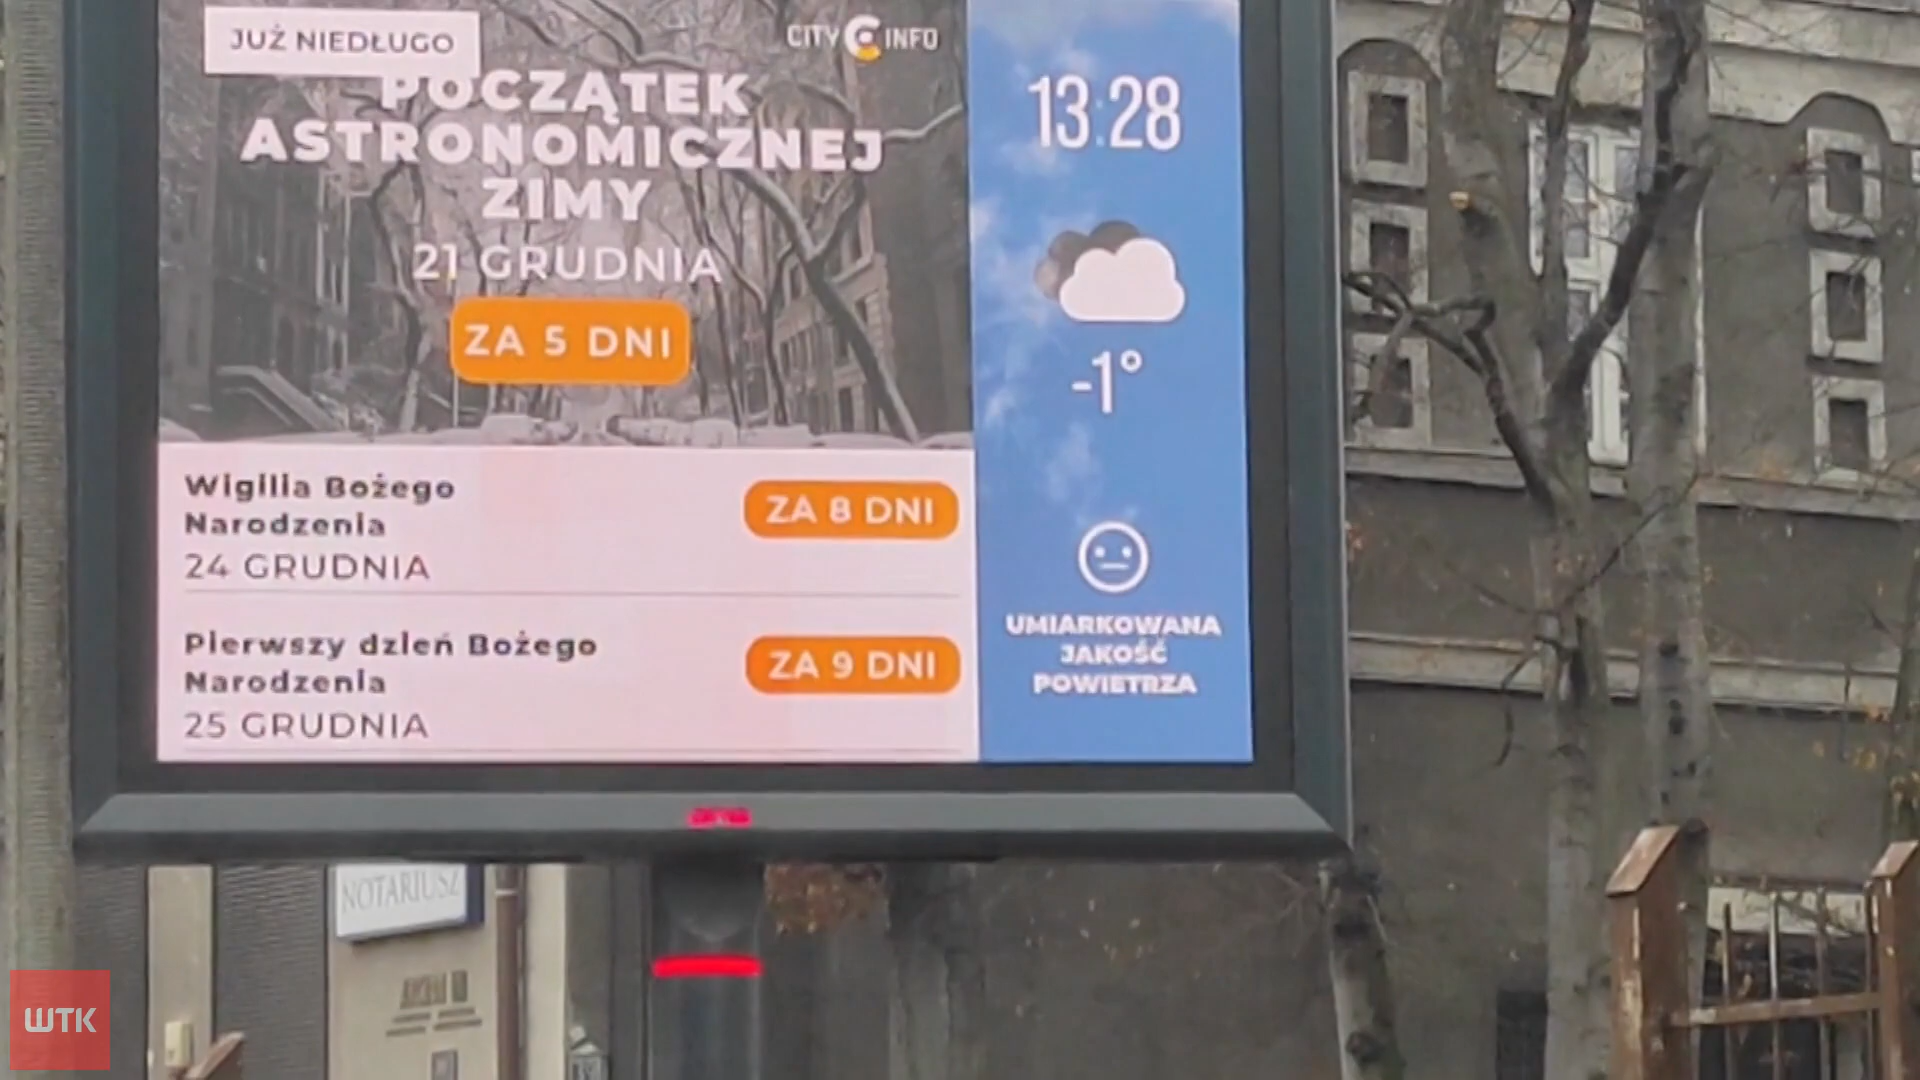 JUŻ NIEDŁUGO
CITY INFO
POCZĄTEK
ASTRONOMICZNEJ
ZIMY
21 GRUDNIA
ZA 5 DNI
Wigilia Bożego
Narodzenia
24 GRUDNIA
ZA 8 DNI
Pierwszy dzień Bożego
Narodzenia
25 GRUDNIA
ZA 9 DNI
13:28
-1°
UMIARKOWANA
JAKOŚĆ
POWIETRZA
NOTARIUSZ
WTK